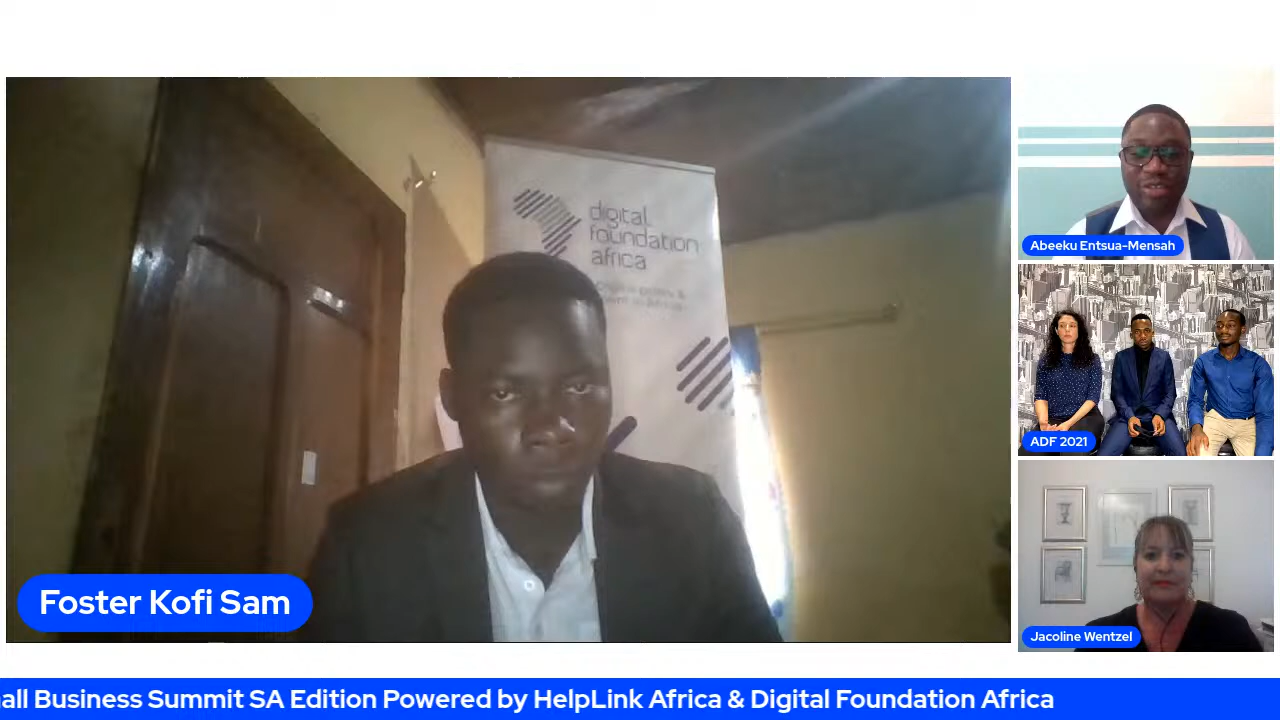 digital
foundation
africa
Foster Kofi Sam
Abeeku Entsua-Mensah
ADF 2021
Jacoline Wentzel
all Business Summit SA Edition Powered by HelpLink Africa & Digital Foundation Africa